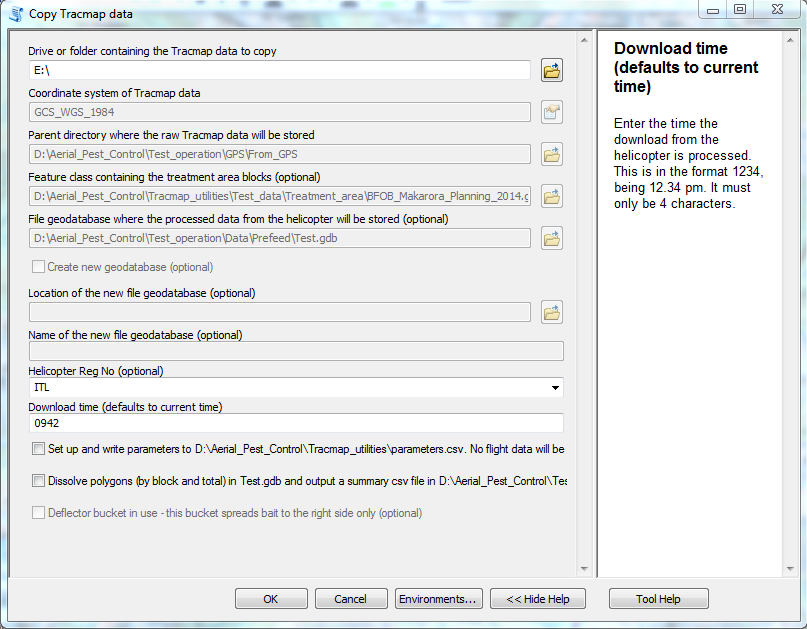 Copy Tracmap data
Drive or folder containing the Tracmap data to copy
E:\
Coordinate system of Tracmap data
GCS_WGS_1984
Parent directory where the raw Tracmap data will be stored
D:\Aerial_Pest_Control\Test_operation\GPS\From_GPS
Feature class containing the treatment area blocks (optional)
D:\Aerial_Pest_Control\Tracmap_utilities\Test_data\Treatment_area\BFOB_Makarora_Planning_2014.g
File geodatabase where the processed data from the helicopter will be stored (optional)
D:\Aerial_Pest_Control\Test_operation\Data\Prefeed\Test.gdb
Create new geodatabase (optional)
Location of the new file geodatabase (optional)
Name of the new file geodatabase (optional)
Helicopter Reg No (optional)
ITL
Download time (defaults to current time)
0942
Set up and write parameters to D:\Aerial_Pest_Control\Tracmap_utilities\parameters.csv. No flight data will be
Dissolve polygons (by block and total) in Test.gdb and output a summary csv file in D:\Aerial_Pest_Control\Tes
Deflector bucket in use - this bucket spreads bait to the right side only (optional)
Download time
(defaults to current
time)
Enter the time the
download from the
helicopter is processed.
This is in the format 1234,
being 12.34 pm. It must
only be 4 characters.
OK
Cancel
Environments...
<< Hide Help
Tool Help